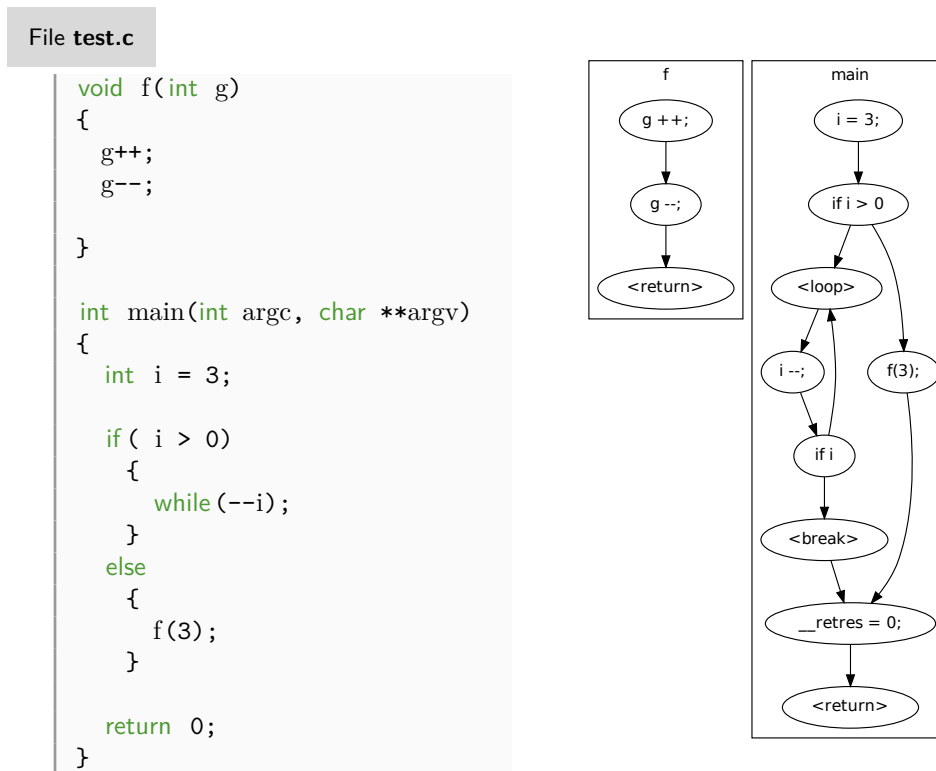 File test.c
void f(int g)
{
g++;
g--;
}
int main(int argc, char **argv)
{
int i = 3;
if ( i > 0)
{
while (--i);
}
else
{
f(3);
}
return 0;
}
f
g ++;
g --;
<return>
main
i = 3;
if i > 0
<loop>
i --;
f(3);
if i
<break>
__retres = 0;
<return>